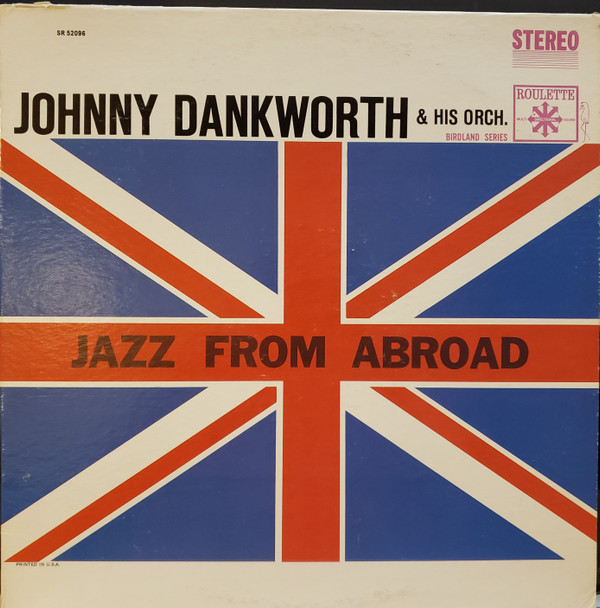 SR 52096
STEREO
JOHNNY DANKWORTH & HIS ORCH.
BIRDLAND SERIES
ROULETTE
JAZZ FROM ABROAD
PRINTED IN U.S.A.